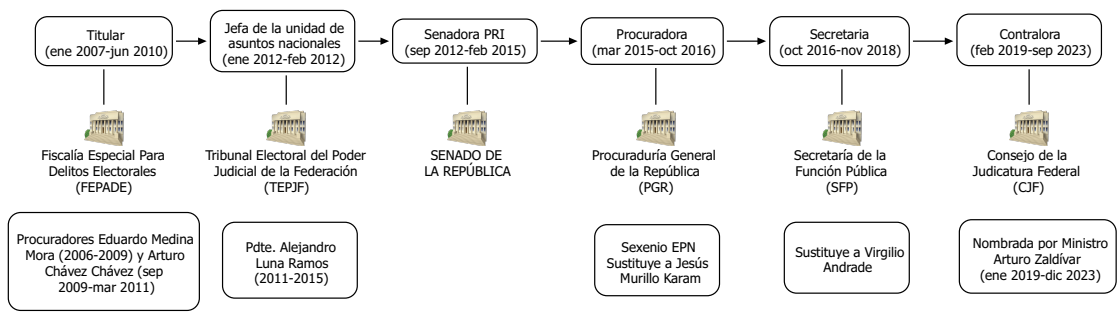 Titular
(ene 2007-jun 2010)
Jefa de la unidad de
asuntos nacionales
(ene 2012-feb 2012)
Senadora PRI
(sep 2012-feb 2015)
Procuradora
(mar 2015-oct 2016)
Secretaria
(oct 2016-nov 2018)
Contralora
(feb 2019-sep 2023)
Fiscalía Especial Para
Delitos Electorales
(FEPADE)
Tribunal Electoral del Poder
Judicial de la Federación
(TEPJF)
SENADO DE
LA REPÚBLICA
Procuraduría General
de la República
(PGR)
Secretaría de la
Función Pública
(SFP)
Consejo de la
Judicatura Federal
(CJF)
Procuradores Eduardo Medina
Mora (2006-2009) y Arturo
Chávez Chávez (sep
2009-mar 2011)
Pdte. Alejandro
Luna Ramos
(2011-2015)
Sexenio EPN
Sustituye a Jesús
Murillo Karam
Sustituye a Virgilio
Andrade
Nombrada por Ministro
Arturo Zaldívar
(ene 2019-dic 2023)